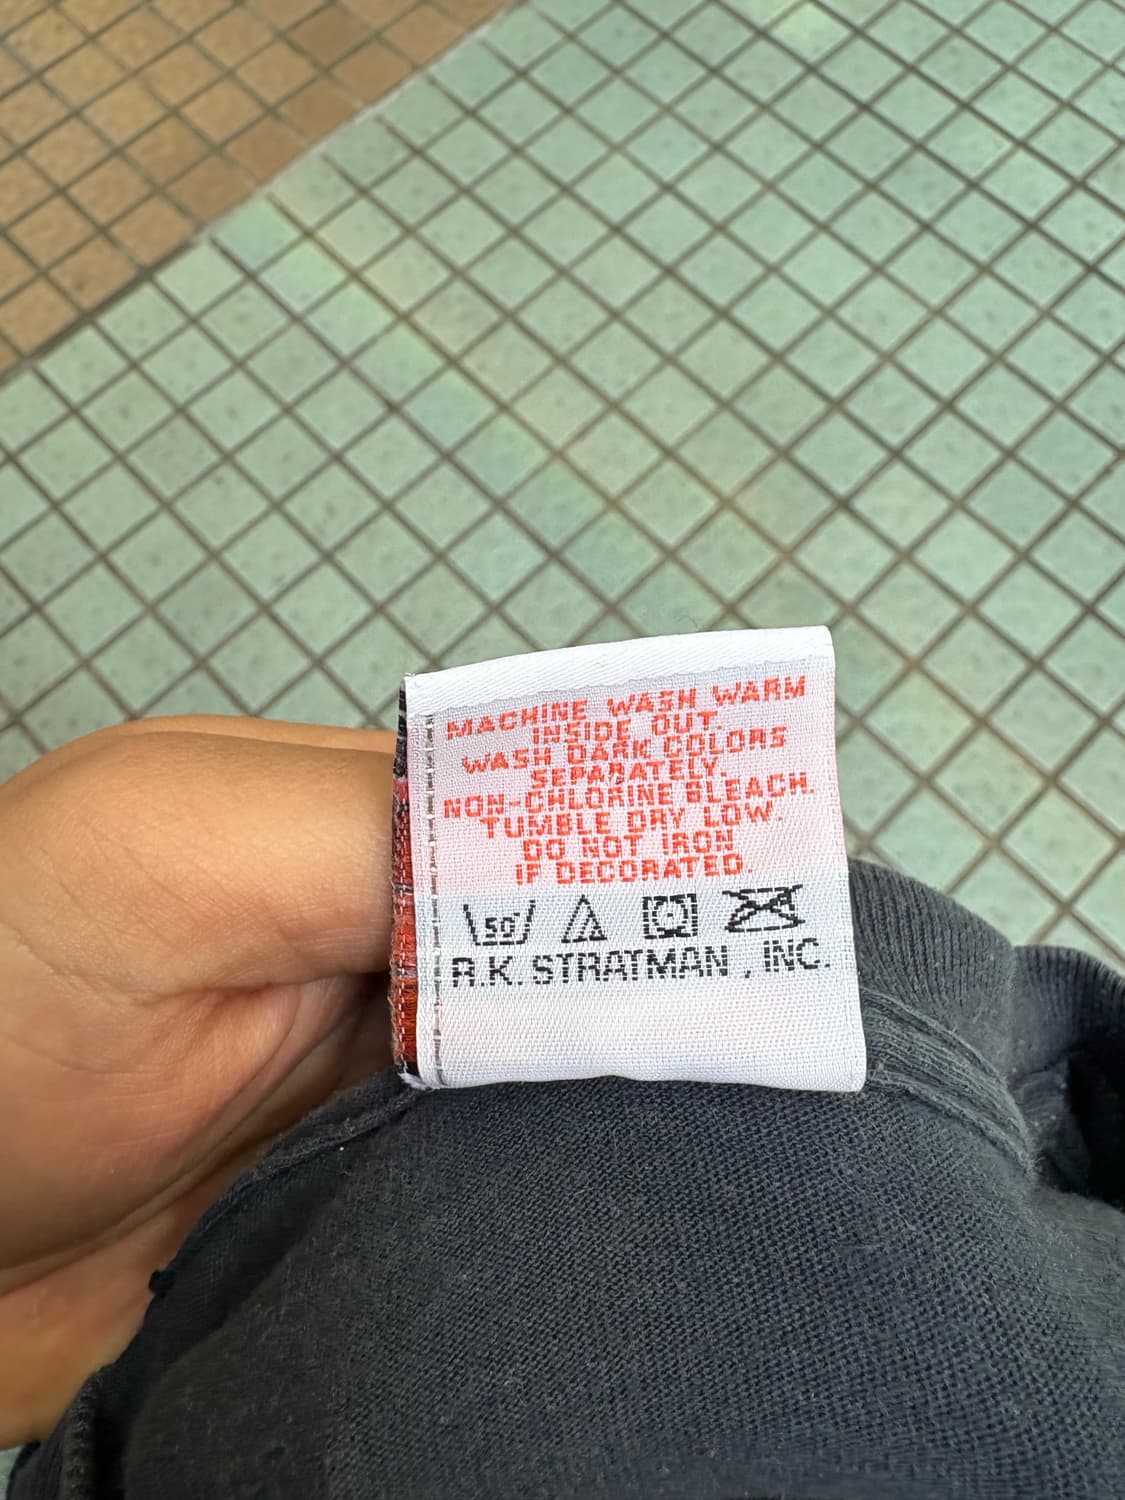 MACHINE WASH WARM
INSIDE OUT.
WASH DARK COLORS
SEPARATELY.
NON-CHLORINE BLEACH.
TUMBLE DRY LOW.
DO NOT IRON
IF DECORATED.
50°
R.K. STRATMAN, INC.